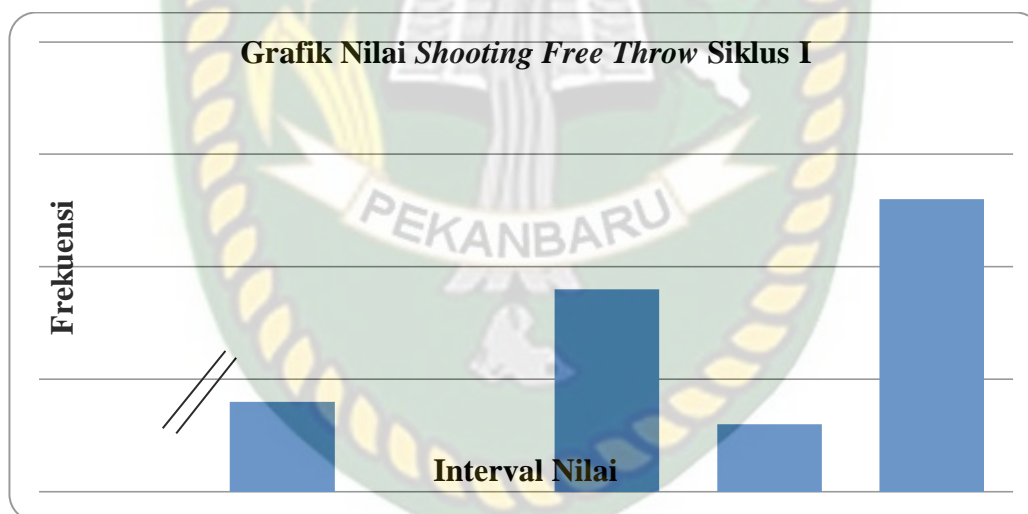 Grafik Nilai Shooting Free Throw Siklus I
PEKANBARU
Frekuensi
Interval Nilai